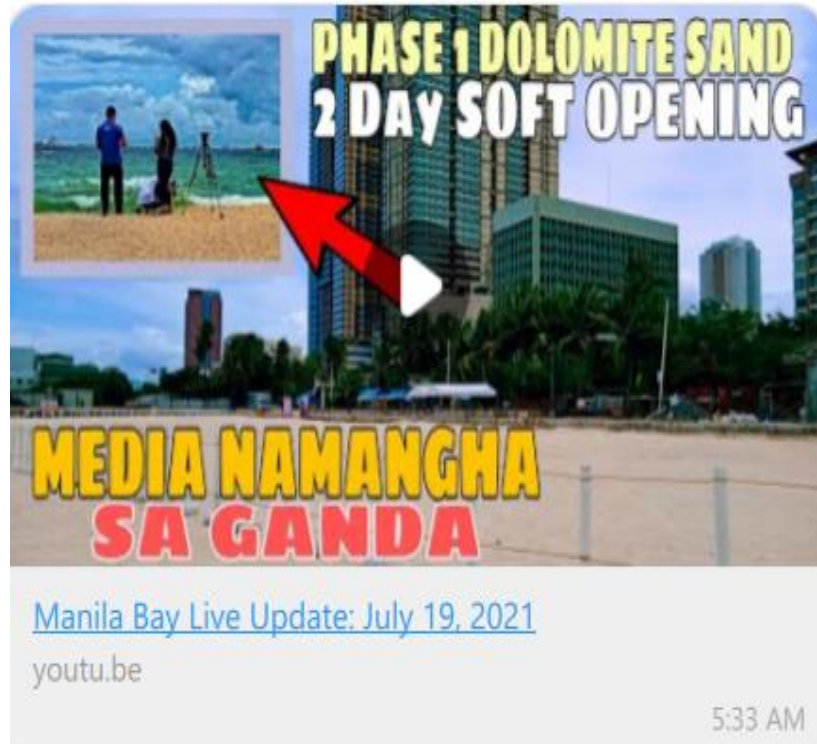 PHASE 1 DOLOMITE SAND
2 DAy SOFT OPENING
MEDIA NAMANGHA
SA GANDA
Manila Bay Live Update: July 19, 2021
youtu.be
5:33 AM